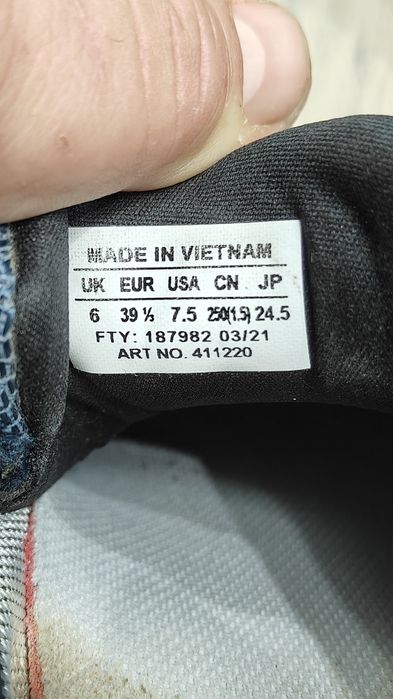 MADE IN VIETNAM
UK EUR USA CN JP
6 39 ½ 7.5 250(1.5) 24.5
FTY: 187982 03/21
ART NO. 411220